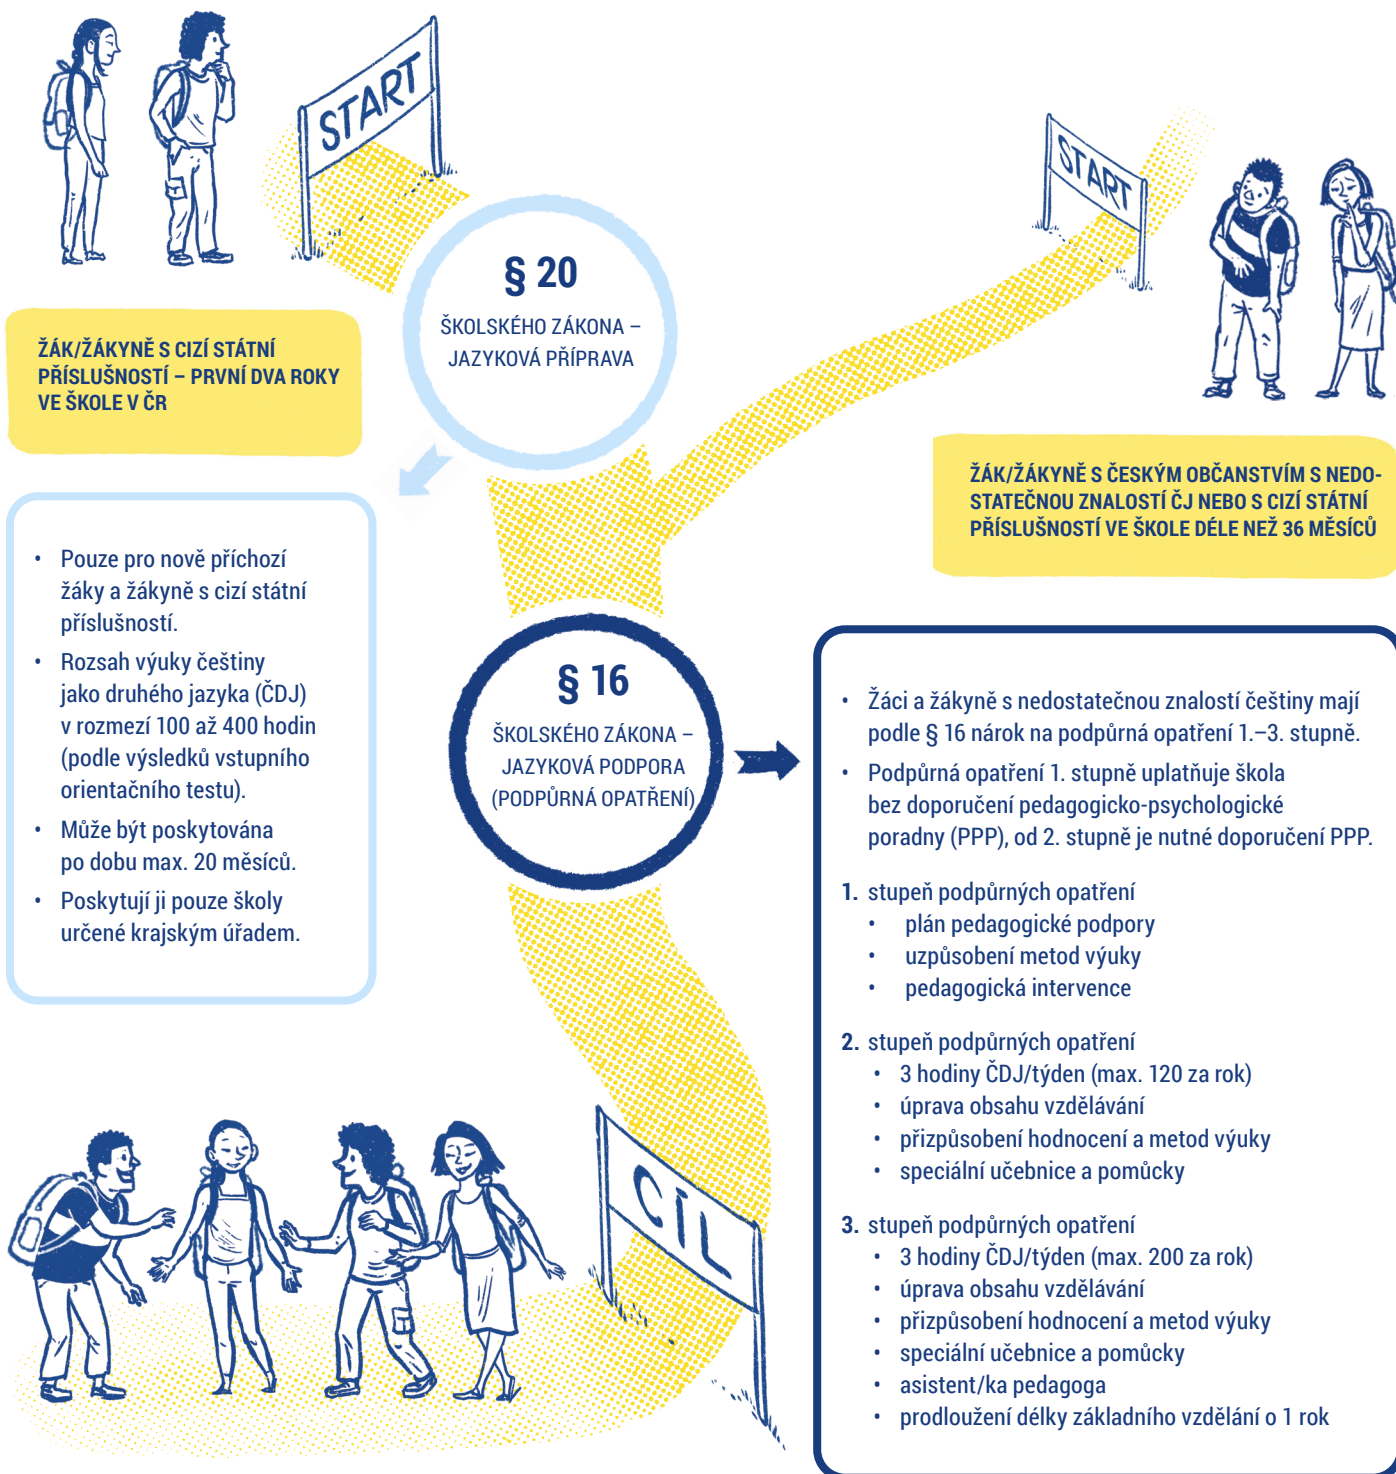 START
START
§ 20
ŠKOLSKÉHO ZÁKONA –
JAZYKOVÁ PŘÍPRAVA
ŽÁK/ŽÁKYNĚ S CIZÍ STÁTNÍ
PŘÍSLUŠNOSTÍ – PRVNÍ DVA ROKY
VE ŠKOLE V ČR
ŽÁK/ŽÁKYNĚ S ČESKÝM OBČANSTVÍM S NEDO-
STATEČNOU ZNALOSTÍ ČJ NEBO S CIZÍ STÁTNÍ
PŘÍSLUŠNOSTÍ VE ŠKOLE DÉLE NEŽ 36 MĚSÍCŮ
• Pouze pro nově příchozí
žáky a žákyně s cizí státní
příslušností.
• Rozsah výuky češtiny
jako druhého jazyka (ČDJ)
v rozmezí 100 až 400 hodin
(podle výsledků vstupního
orientačního testu).
• Může být poskytována
po dobu max. 20 měsíců.
• Poskytují ji pouze školy
určené krajským úřadem.
§ 16
ŠKOLSKÉHO ZÁKONA –
JAZYKOVÁ PODPORA
(PODPŮRNÁ OPATŘENÍ)
• Žáci a žákyně s nedostatečnou znalostí češtiny mají
podle § 16 nárok na podpůrná opatření 1.–3. stupně.
• Podpůrná opatření 1. stupně uplatňuje škola
bez doporučení pedagogicko-psychologické
poradny (PPP), od 2. stupně je nutné doporučení PPP.
1. stupeň podpůrných opatření
• plán pedagogické podpory
• uzpůsobení metod výuky
• pedagogická intervence
2. stupeň podpůrných opatření
• 3 hodiny ČDJ/týden (max. 120 za rok)
• úprava obsahu vzdělávání
• přizpůsobení hodnocení a metod výuky
• speciální učebnice a pomůcky
3. stupeň podpůrných opatření
• 3 hodiny ČDJ/týden (max. 200 za rok)
• úprava obsahu vzdělávání
• přizpůsobení hodnocení a metod výuky
• speciální učebnice a pomůcky
• asistent/ka pedagoga
• prodloužení délky základního vzdělání o 1 rok
CÍL